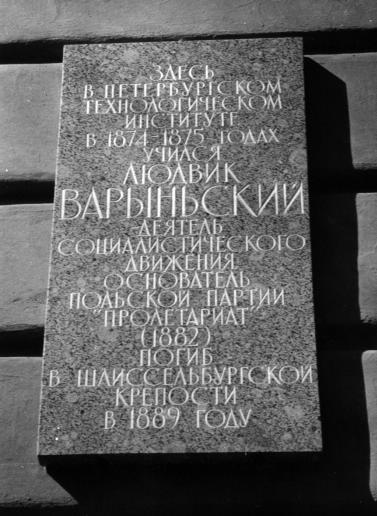 ЗДЕСЬ
В ПЕТЕРБУРГСКОМ
ТЕХНОЛОГИЧЕСКОМ
ИНСТИТУТЕ
В 1874-1875 ГОДАХ
УЧИЛСЯ
ЛЮДВИК
ВАРЫНЬСКИЙ
ДЕЯТЕЛЬ
СОЦИАЛИСТИЧЕСКОГО
ДВИЖЕНИЯ.
ОСНОВАТЕЛЬ
ПОЛЬСКОЙ ПАРТИИ
"ПРОЛЕТАРИАТ"
(1882)
ПОГИБ
В ШЛИССЕЛЬБУРГСКОЙ
КРЕПОСТИ
В 1889 ГОДУ